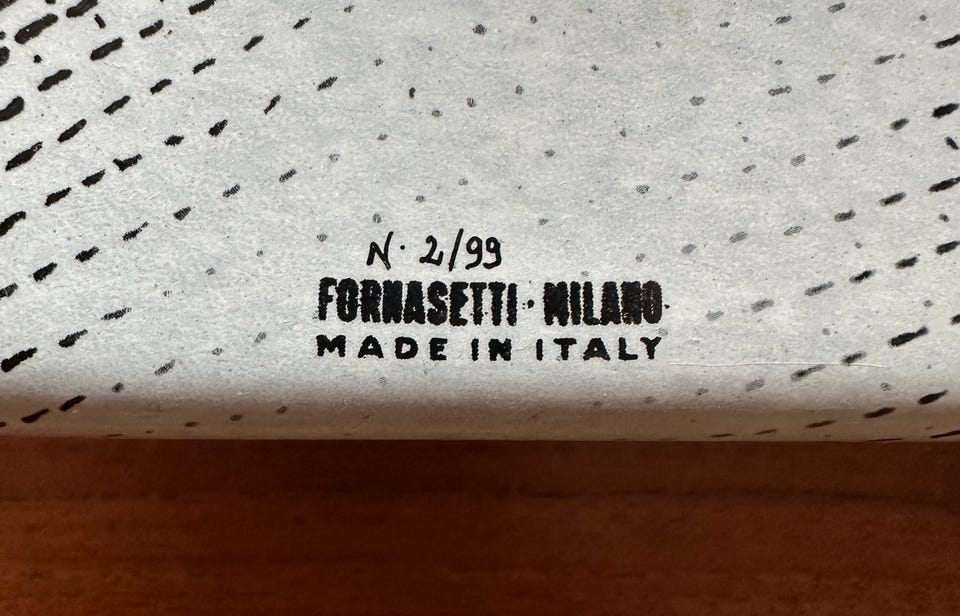 N. 2/99
FORNASETTI · MILANO
MADE IN ITALY